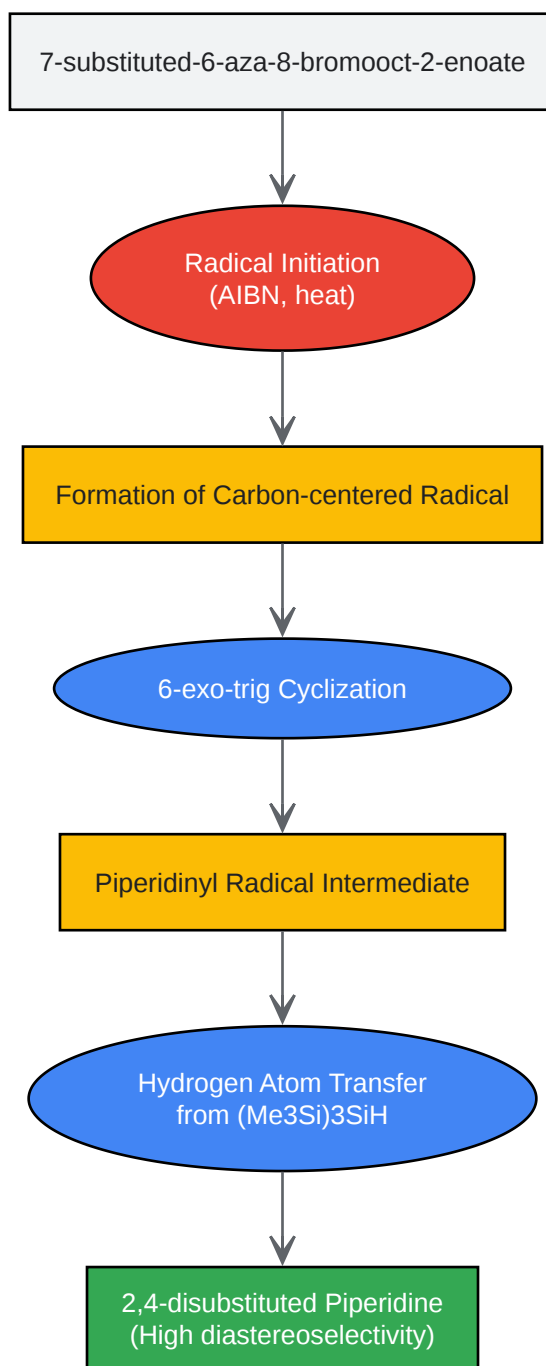 7-substituted-6-aza-8-bromooct-2-enoate
Radical Initiation
(AIBN, heat)
Formation of Carbon-centered Radical
6-exo-trig Cyclization
Piperidinyl Radical Intermediate
Hydrogen Atom Transfer
from (Me3Si)3SiH
2,4-disubstituted Piperidine
(High diastereoselectivity)